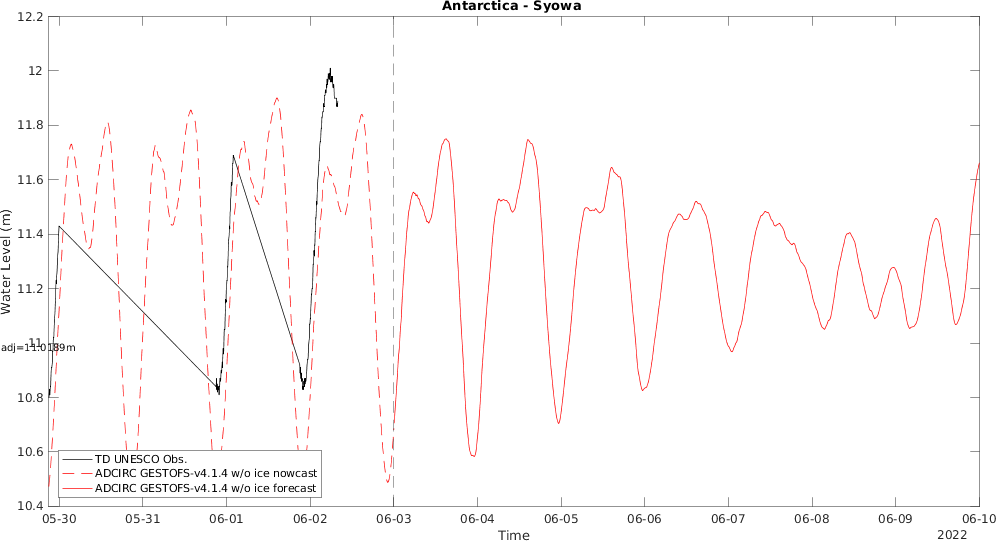 Antarctica - Syowa
12.2
12
11.8
11.6
11.4
11.2
11
10.8
10.6
10.4
Water Level (m)
adj=11.0189m
TD UNESCO Obs.
ADCIRC GESTOFS-v4.1.4 w/o ice nowcast
ADCIRC GESTOFS-v4.1.4 w/o ice forecast
05-30 05-31 06-01 06-02 06-03 06-04 06-05 06-06 06-07 06-08 06-09 06-10
Time
2022